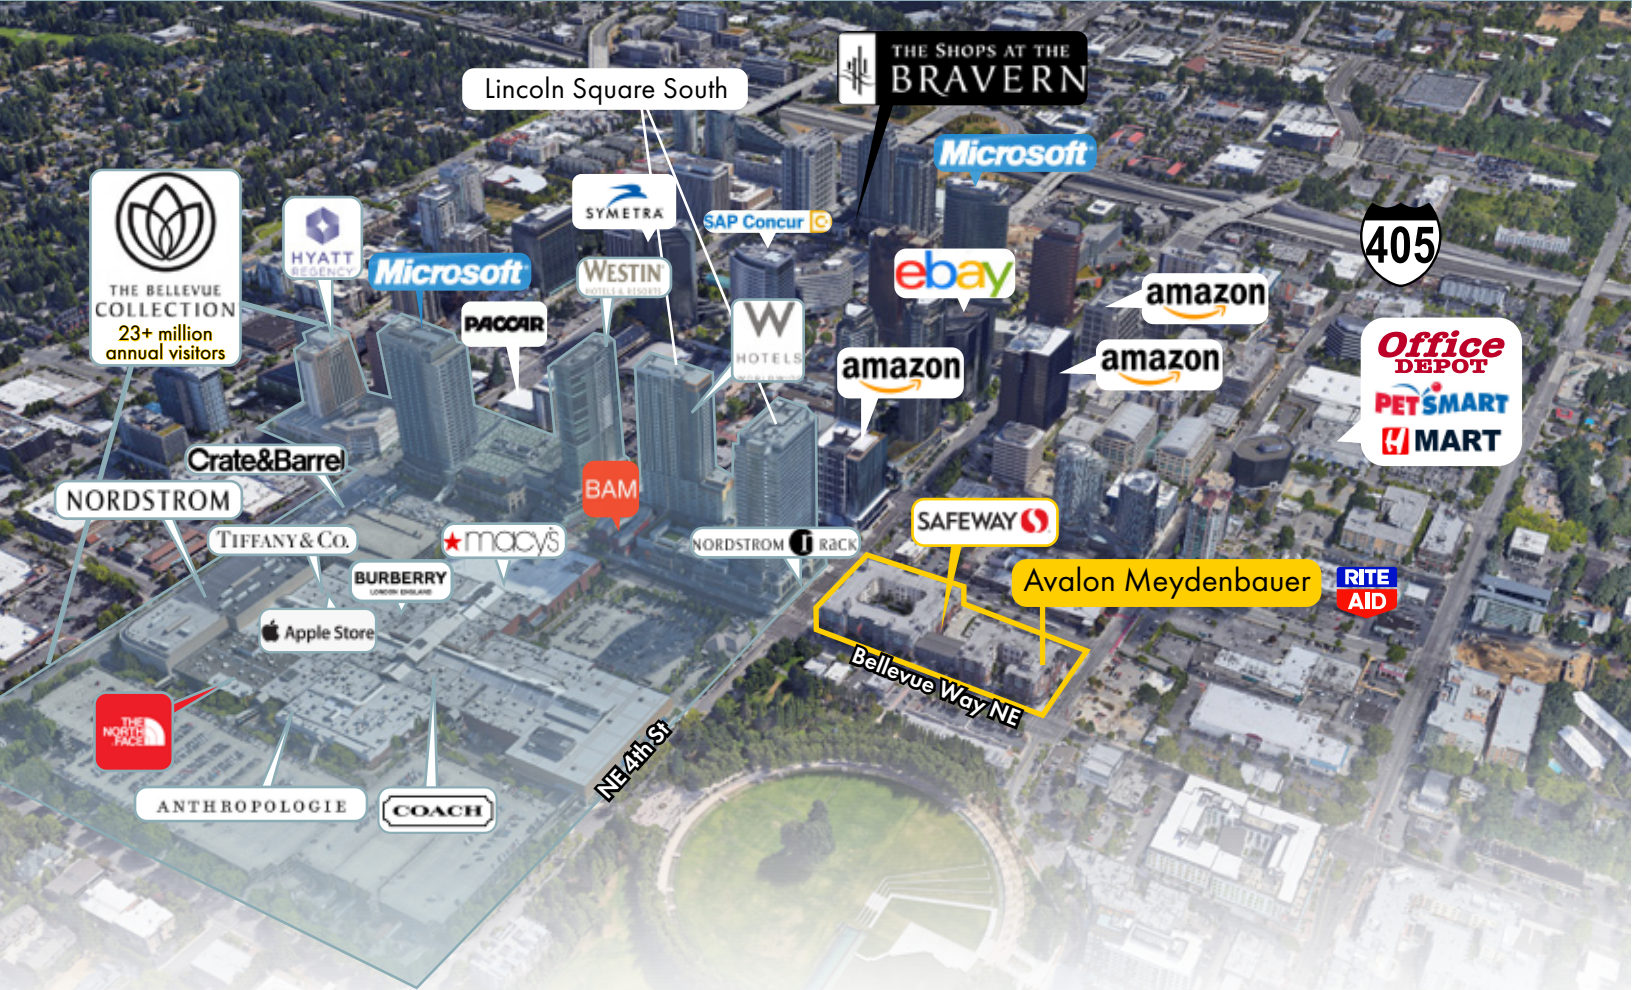 THE SHOPS AT THE
BRAVERN
Lincoln Square South
Microsoft
THE BELLEVUE
COLLECTION
23+ million
annual visitors
HYATT
REGENCY
Microsoft
SYMETRA
SAP Concur C
405
WESTIN
HOTELS & RESORTS
ebay
amazon
PACCAR
W
HOTELS
WORLDWIDE
amazon
amazon
Office
DEPOT
PETSMART
H MART
Crate&Barrel
NORDSTROM
BAM
SAFEWAY S
TIFFANY & CO.
macy's
NORDSTROM r RACK
BURBERRY
LONDON ENGLAND
Avalon Meydenbauer
RITE
AID
Apple Store
Bellevue Way NE
THE
NORTH
FACE
NE 4th St
ANTHROPOLOGIE
COACH